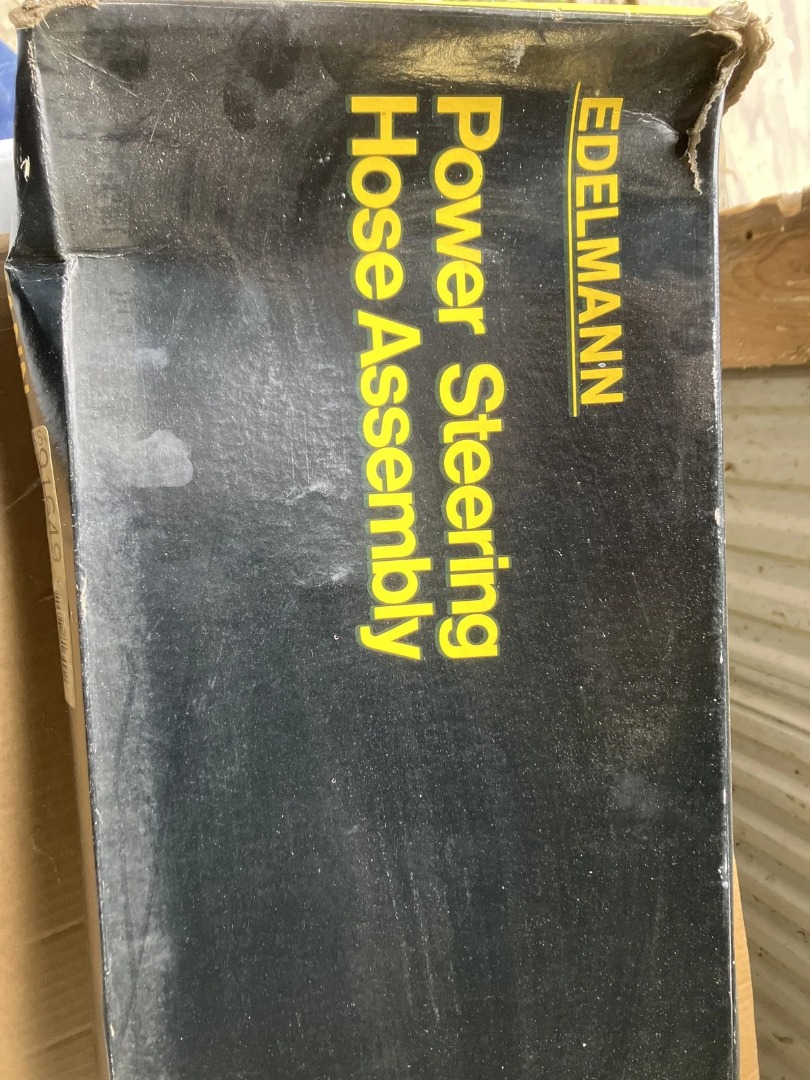 EDELMANN
Power Steering
Hose Assembly